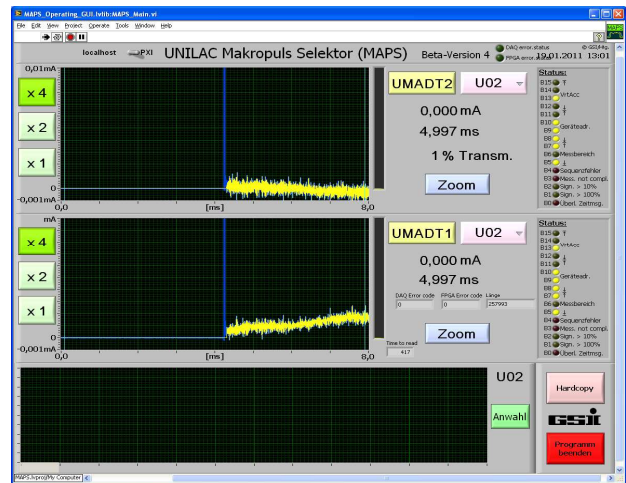 MAPS_Operating_GUI.lvlib:MAPS_Main.vi
File Edit View Project Operate Tools Window Help
localhost PXI UNILAC Makropuls Selektor (MAPS) Beta-Version 4
DAQ error.status
FPGA error.status
© GSI/Hg.
19.01.2011 13:01
0,01mA
x 4
x 2
x 1
0
-0,001mA
0,0 [ms] 8,0
UMADT2 U02
0,000 mA
4,997 ms
1 % Transm.
Zoom
Status:
B15
B14
B13 VrtAcc
B12
B11
B10
B9 Geräteadr.
B8
B7
B6 Messbereich
B5
B4 Sequenzfehler
B3 Mess. not compl.
B2 Sign. > 10%
B1 Sign. > 100%
B0 Überl. Zeitmsg.
mA
x 4
x 2
x 1
0
-0,001mA
0,0 [ms] 8,0
UMADT1 U02
0,000 mA
4,997 ms
DAQ Error code FPGA Error code Länge
0 0 257993
Zoom
Time to read
417
Status:
B15
B14
B13 VrtAcc
B12
B11
B10
B9 Geräteadr.
B8
B7
B6 Messbereich
B5
B4 Sequenzfehler
B3 Mess. not compl.
B2 Sign. > 10%
B1 Sign. > 100%
B0 Überl. Zeitmsg.
U02
Anwahl
Hardcopy
GSI
Programm
beenden
MAPS.lvproj/My Computer